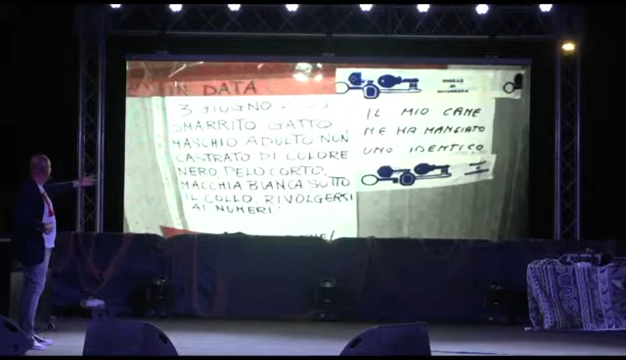 IN DATA
3 GIUGNO
SMARRITO GATTO
MASCHIO ADULTO NON
CASTRATO DI COLORE
NERO PELO CORTO,
MACCHIA BIANCA SOTTO
IL COLLO. RIVOLGERSI
AI NUMERI:
IL MIO CANE
NE HA MANGIATO
UNO IDENTICO